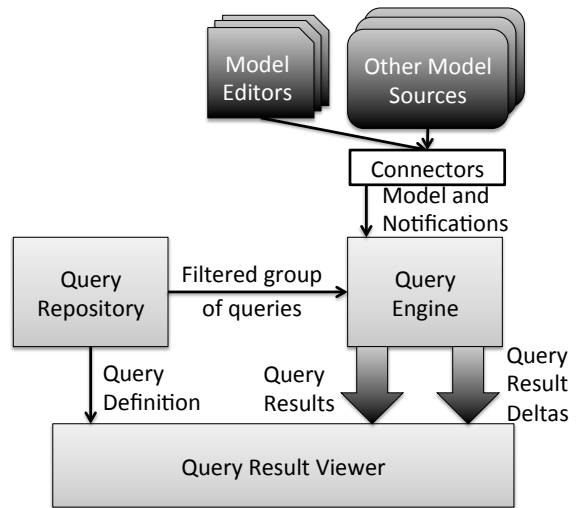 Model
Editors
Other Model
Sources
Connectors
Model and
Notifications
Query
Repository
Filtered group
of queries
Query
Engine
Query
Definition
Query
Results
Query
Result
Deltas
Query Result Viewer